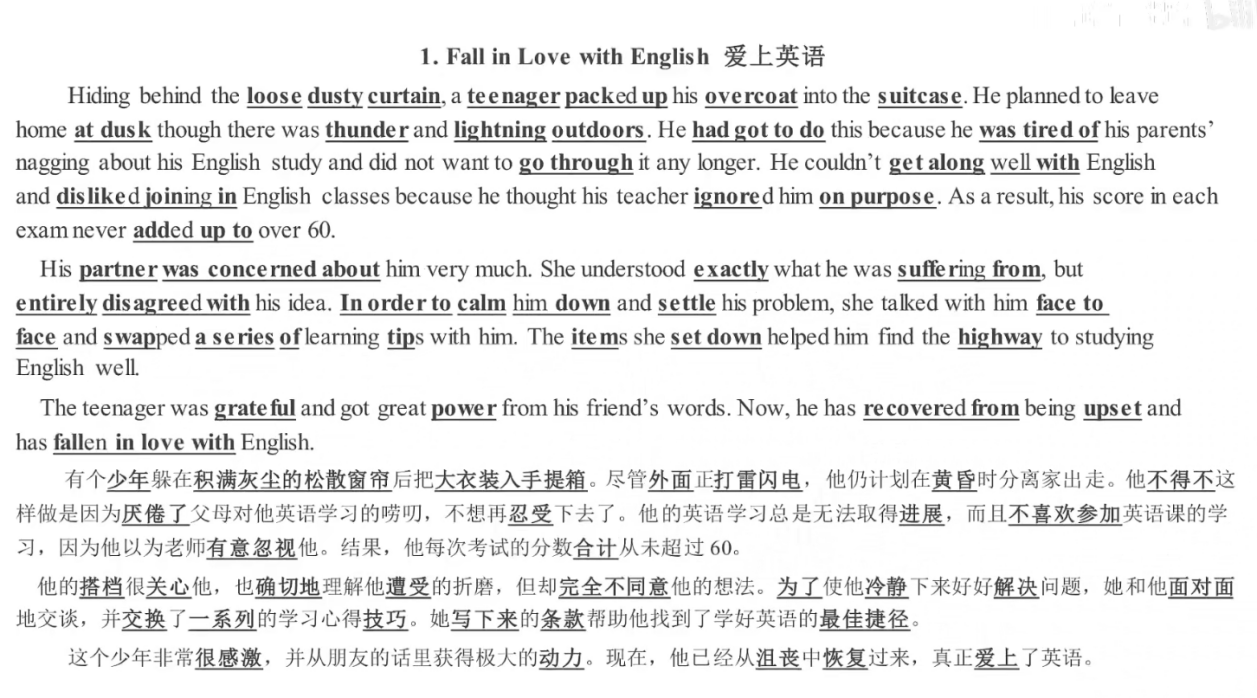 1. Fall in Love with English 爱上英语
Hiding behind the loose dusty curtain, a teenager packed up his overcoat into the suitcase. He planned to leave
home at dusk though there was thunder and lightning outdoors. He had got to do this because he was tired of his parents’
nagging about his English study and did not want to go through it any longer. He couldn’t get along well with English
and disliked joining in English classes because he thought his teacher ignored him on purpose. As a result, his score in each
exam never added up to over 60.
His partner was concerned about him very much. She understood exactly what he was suffering from, but
entirely disagreed with his idea. In order to calm him down and settle his problem, she talked with him face to
face and swapped a series of learning tips with him. The items she set down helped him find the highway to studying
English well.
The teenager was grateful and got great power from his friend’s words. Now, he has recovered from being upset and
has fallen in love with English.
有个少年躲在积满灰尘的松散窗帘后把大衣装入手提箱。尽管外面正打雷闪电，他仍计划在黄昏时分离家出走。他不得不这
样做是因为厌倦了父母对他英语学习的唠叨，不想再忍受下去了。他的英语学习总是无法取得进展，而且不喜欢参加英语课的学
习，因为他以为老师有意忽视他。结果，他每次考试的分数合计从未超过 60。
他的搭档很关心他，也确切地理解他遭受的折磨，但却完全不同意他的想法。为了使他冷静下来好好解决问题，她和他面对面
地交谈，并交换了一系列的学习心得技巧。她写下来的条款帮助他找到了学好英语的最佳捷径。
这个少年非常很感激，并从朋友的话里获得极大的动力。现在，他已经从沮丧中恢复过来，真正爱上了英语。